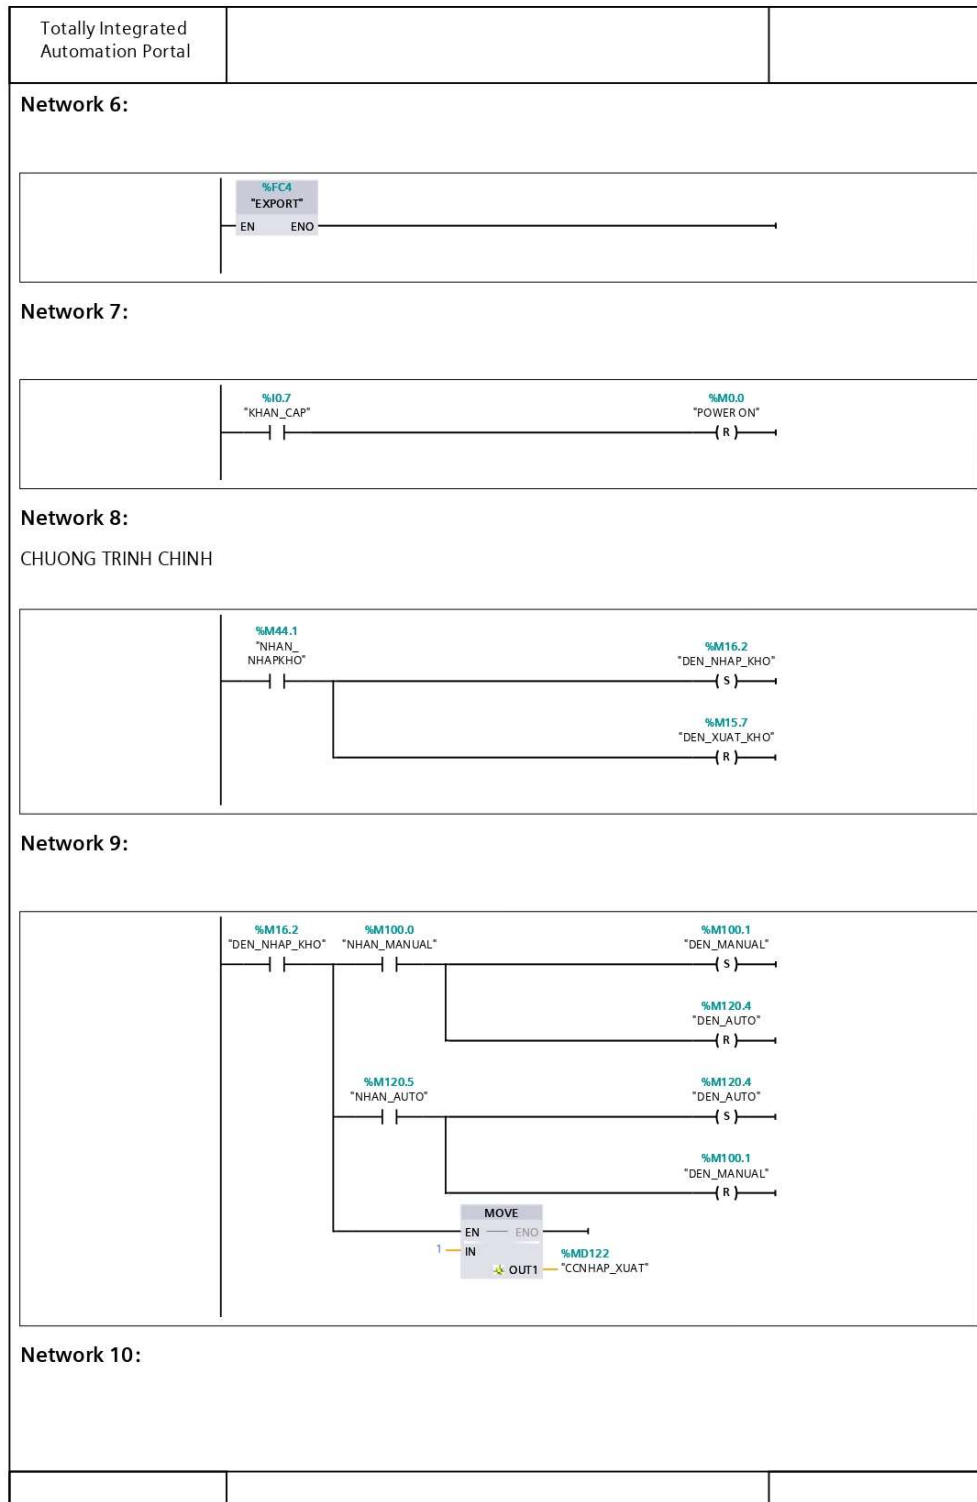 Totally Integrated
Automation Portal
Network 6:
%FC4
"EXPORT"
EN ENO
Network 7:
%I0.7
"KHAN_CAP"
%M0.0
"POWER ON"
R
Network 8:
CHUONG TRINH CHINH
%M44.1
"NHAN_
NHAPKHO"
%M16.2
"DEN_NHAP_KHO"
S
%M15.7
"DEN_XUAT_KHO"
R
Network 9:
%M16.2
"DEN_NHAP_KHO"
%M100.0
"NHAN_MANUAL"
%M100.1
"DEN_MANUAL"
S
%M120.4
"DEN_AUTO"
R
%M120.5
"NHAN_AUTO"
%M120.4
"DEN_AUTO"
S
%M100.1
"DEN_MANUAL"
R
MOVE
EN ENO
1 IN
OUT1
%MD122
"CCNHAP_XUAT"
Network 10: